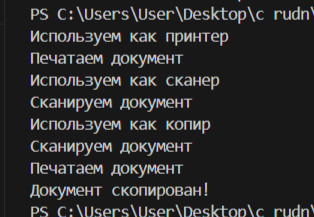 PS C:\Users\User\Desktop\c rudn\
Используем как принтер
Печатаем документ
Используем как сканер
Сканируем документ
Используем как копир
Сканируем документ
Печатаем документ
Документ скопирован!
PS C:\Users\User\Desktop\c rudn\